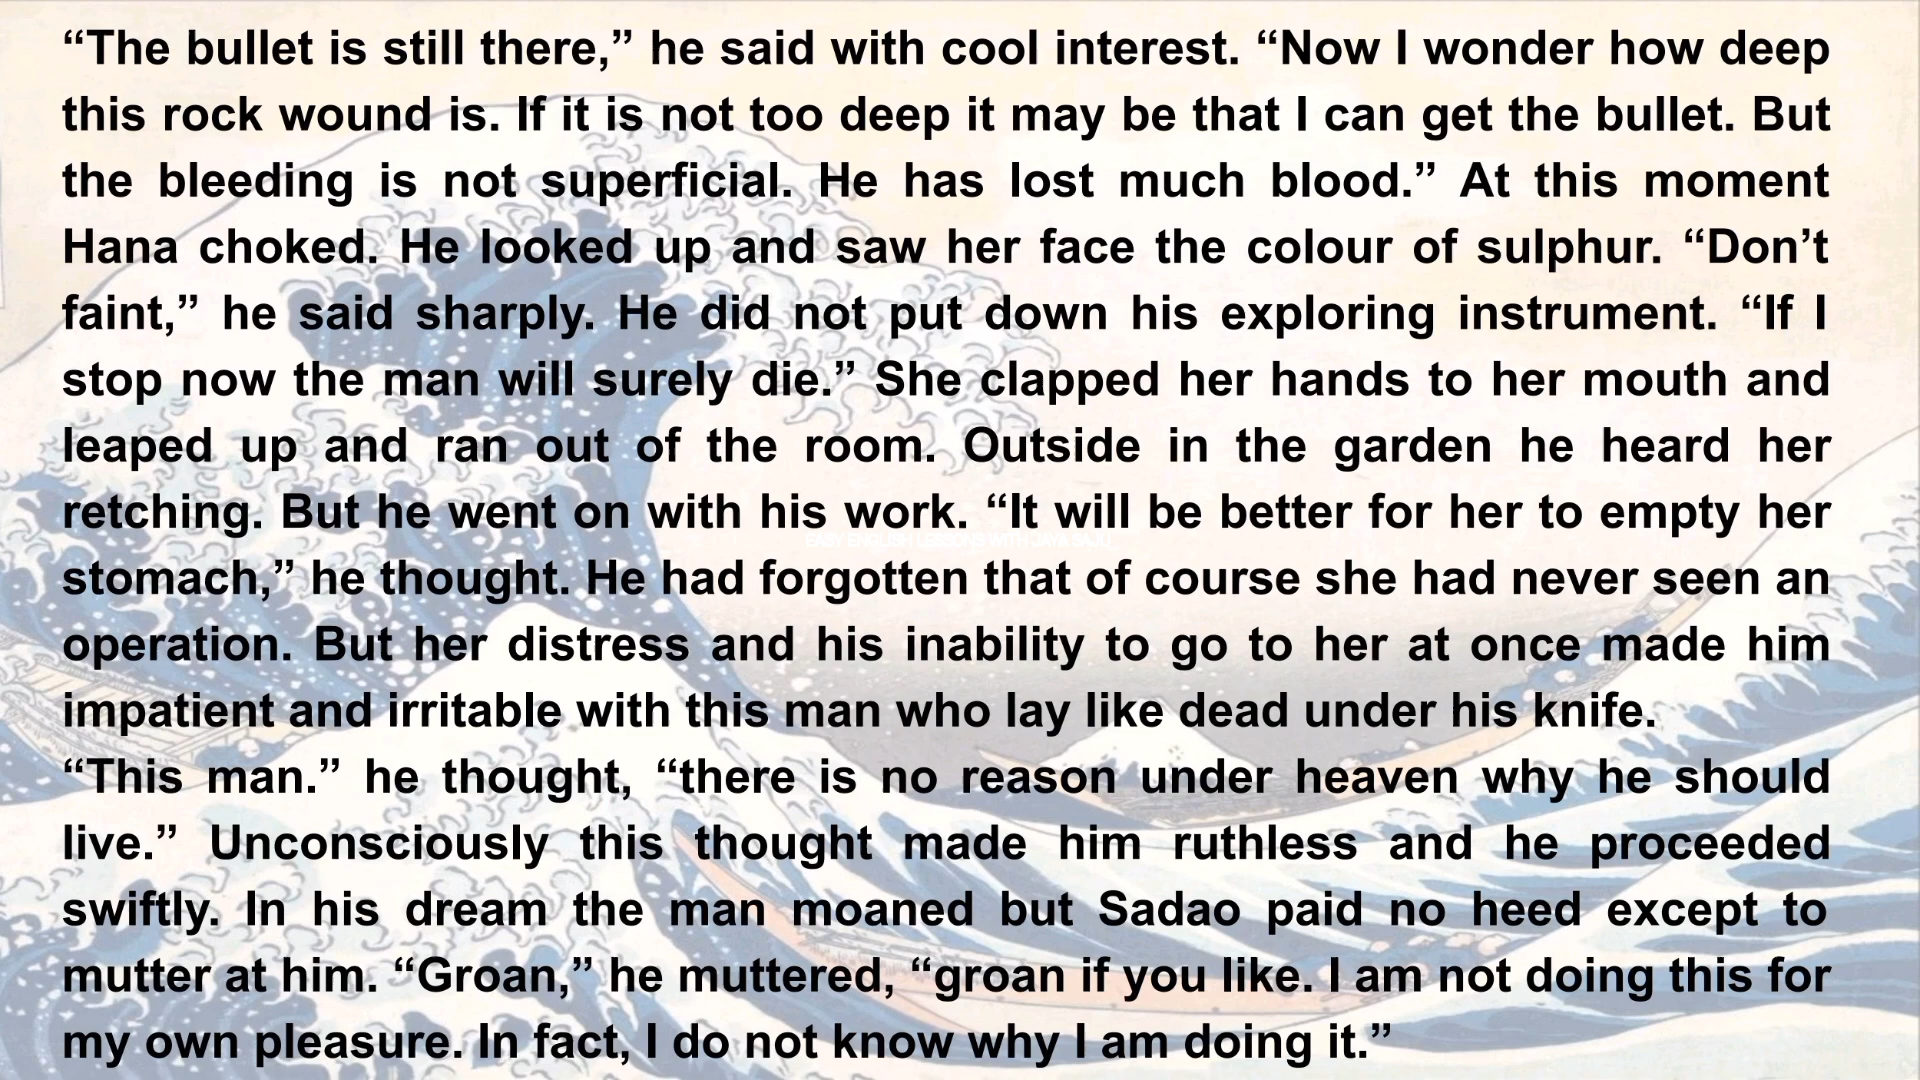 “The bullet is still there,” he said with cool interest. “Now I wonder how deep
this rock wound is. If it is not too deep it may be that I can get the bullet. But
the bleeding is not superficial. He has lost much blood.” At this moment
Hana choked. He looked up and saw her face the colour of sulphur. “Don’t
faint,” he said sharply. He did not put down his exploring instrument. “If I
stop now the man will surely die.” She clapped her hands to her mouth and
leaped up and ran out of the room. Outside in the garden he heard her
retching. But he went on with his work. “It will be better for her to empty her
EASY ENGLISH LESSONS WITH JAYA SAJU
stomach,” he thought. He had forgotten that of course she had never seen an
operation. But her distress and his inability to go to her at once made him
impatient and irritable with this man who lay like dead under his knife.
“This man.” he thought, “there is no reason under heaven why he should
live.” Unconsciously this thought made him ruthless and he proceeded
swiftly. In his dream the man moaned but Sadao paid no heed except to
mutter at him. “Groan,” he muttered, “groan if you like. I am not doing this for
my own pleasure. In fact, I do not know why I am doing it.”